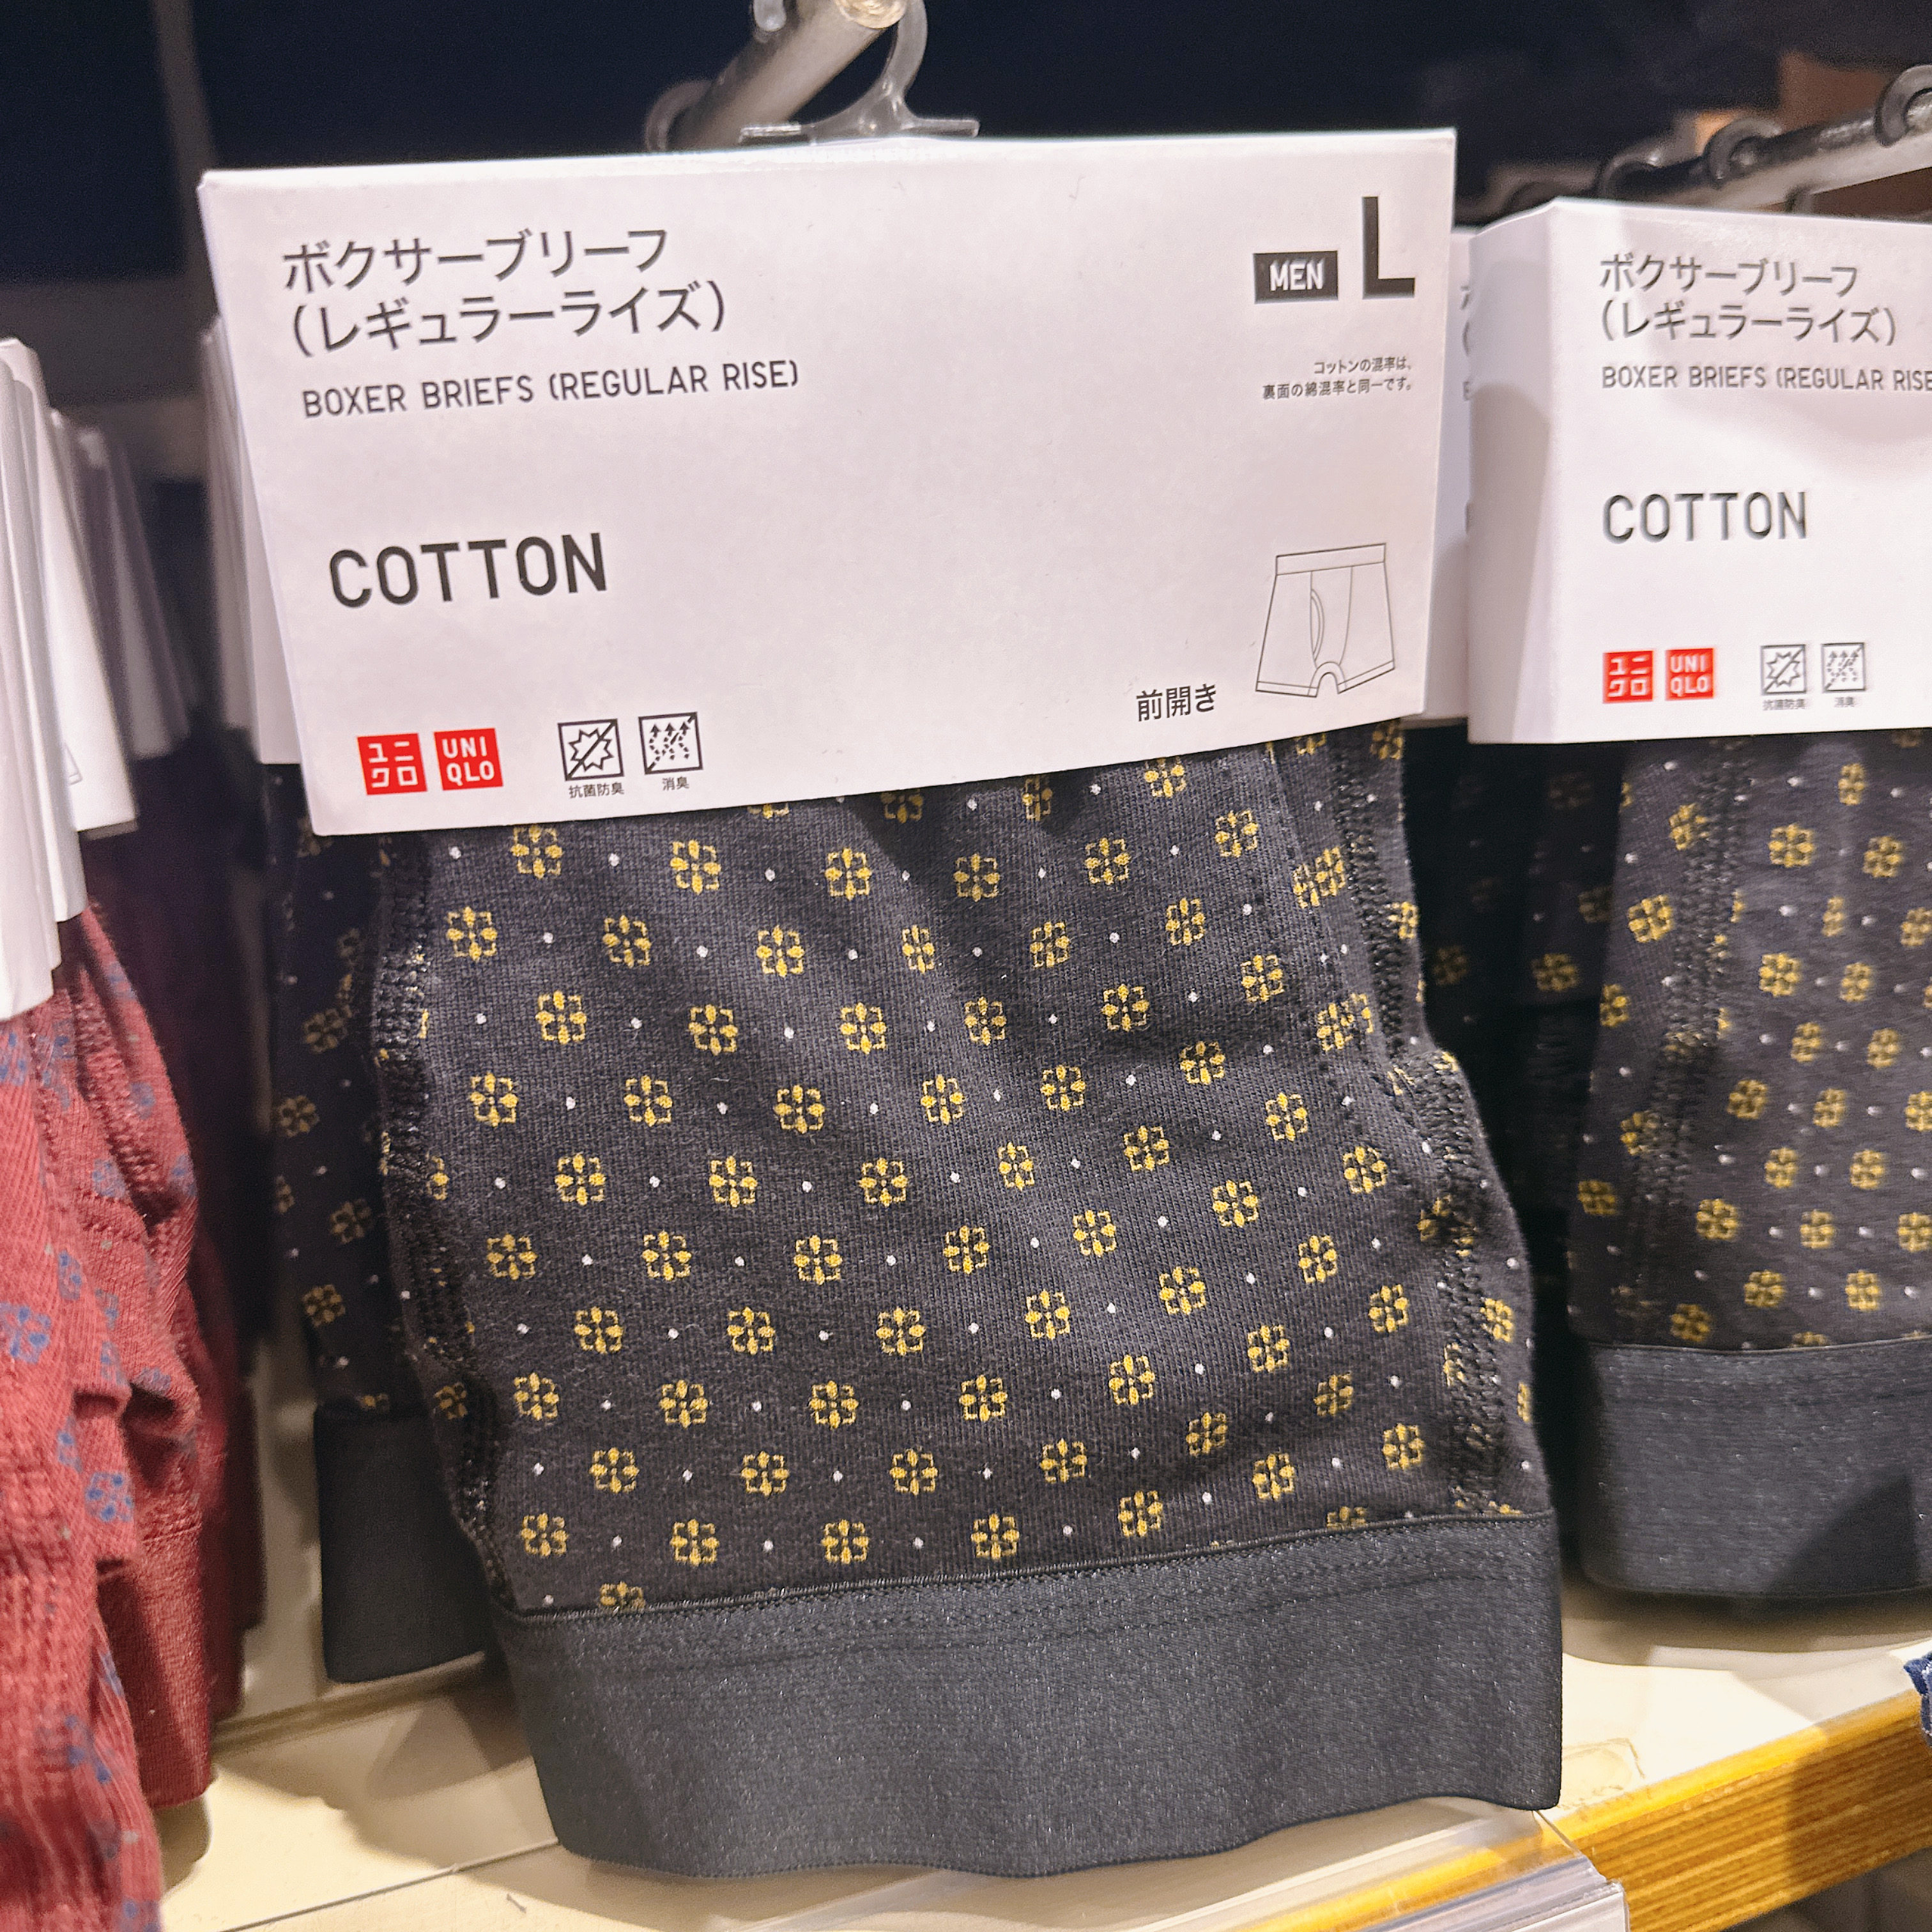 ボクサーブリーフ
(レギュラーライズ)
BOXER BRIEFS (REGULAR RISE)
MEN L
コットンの混率は、
裏面の綿混率と同一です。
COTTON
前開き
ユニ
クロ
UNI
QLO
抗菌防臭
消臭
ボクサーブリーフ
(レギュラーライズ)
BOXER BRIEFS (REGULAR RISE
COTTON
ユニ
クロ
UNI
QLO
抗菌防臭
消臭